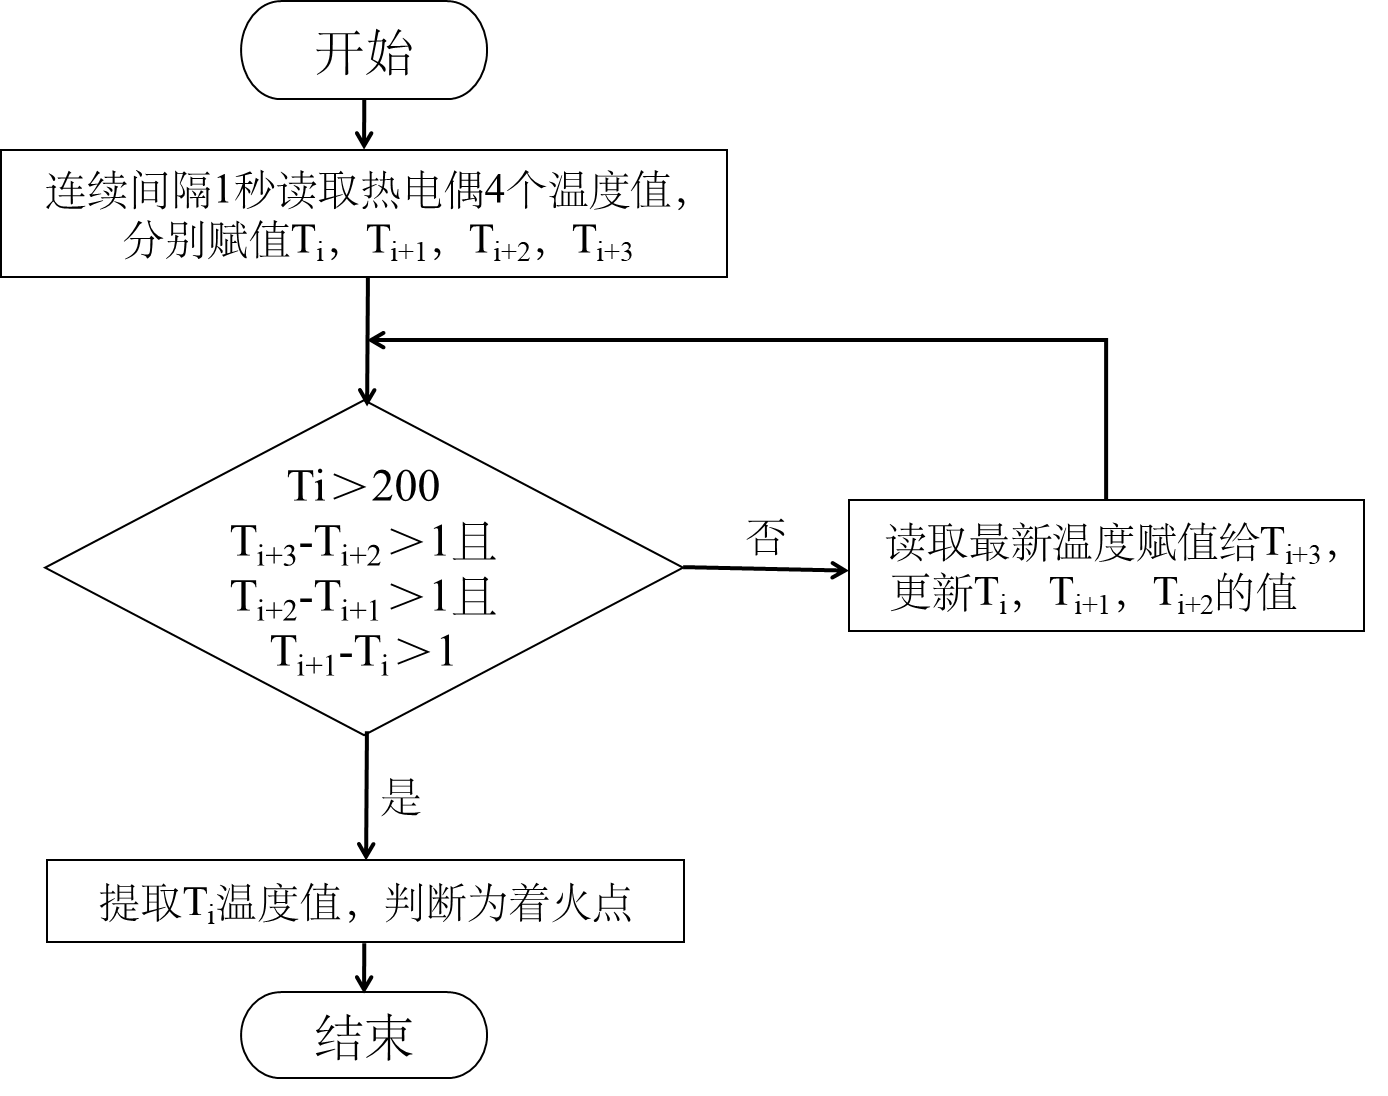 开始
连续间隔1秒读取热电偶4个温度值，
分别赋值Ti，Ti+1，Ti+2，Ti+3
Ti＞200
Ti+3-Ti+2＞1且
Ti+2-Ti+1＞1且
Ti+1-Ti＞1
否
读取最新温度赋值给Ti+3，
更新Ti，Ti+1，Ti+2的值
是
提取Ti温度值，判断为着火点
结束